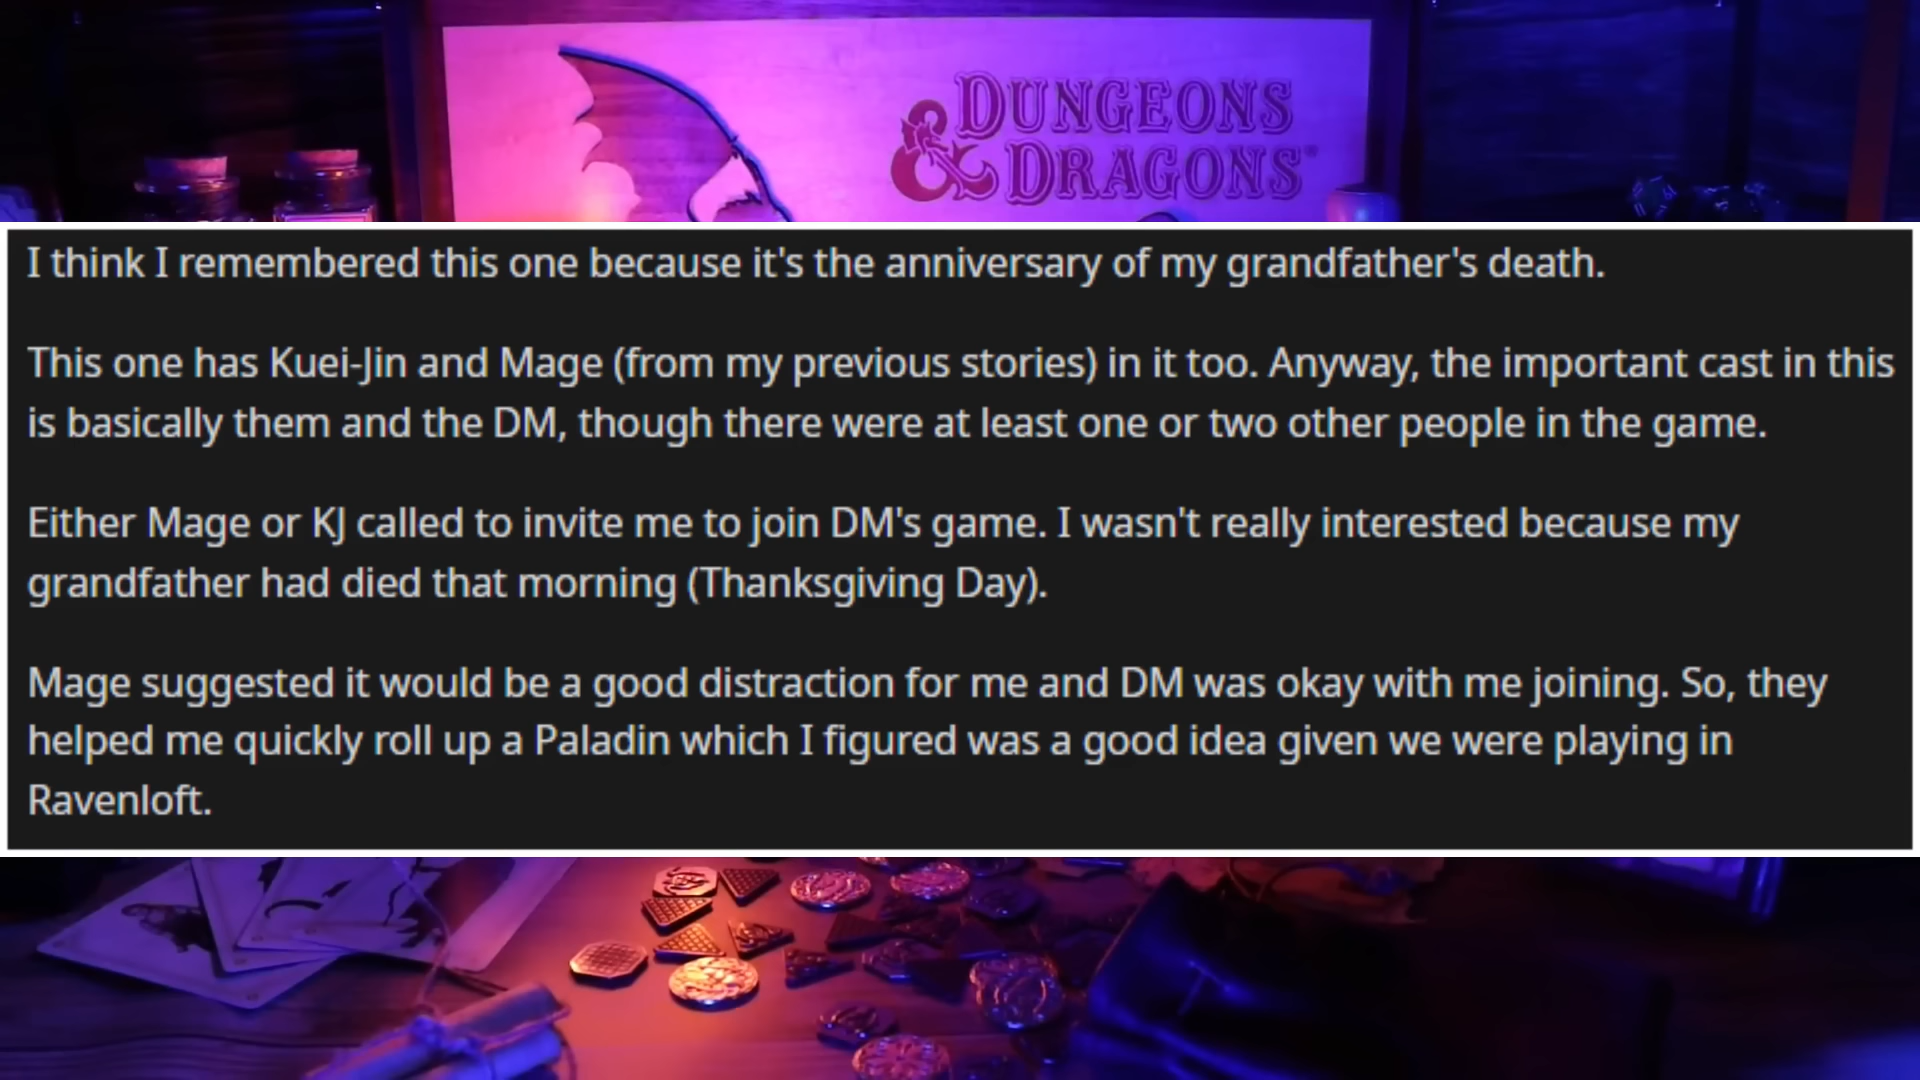 DUNGEONS
& DRAGONS®
I think I remembered this one because it's the anniversary of my grandfather's death.
This one has Kuei-Jin and Mage (from my previous stories) in it too. Anyway, the important cast in this
is basically them and the DM, though there were at least one or two other people in the game.
Either Mage or KJ called to invite me to join DM's game. I wasn't really interested because my
grandfather had died that morning (Thanksgiving Day).
Mage suggested it would be a good distraction for me and DM was okay with me joining. So, they
helped me quickly roll up a Paladin which I figured was a good idea given we were playing in
Ravenloft.